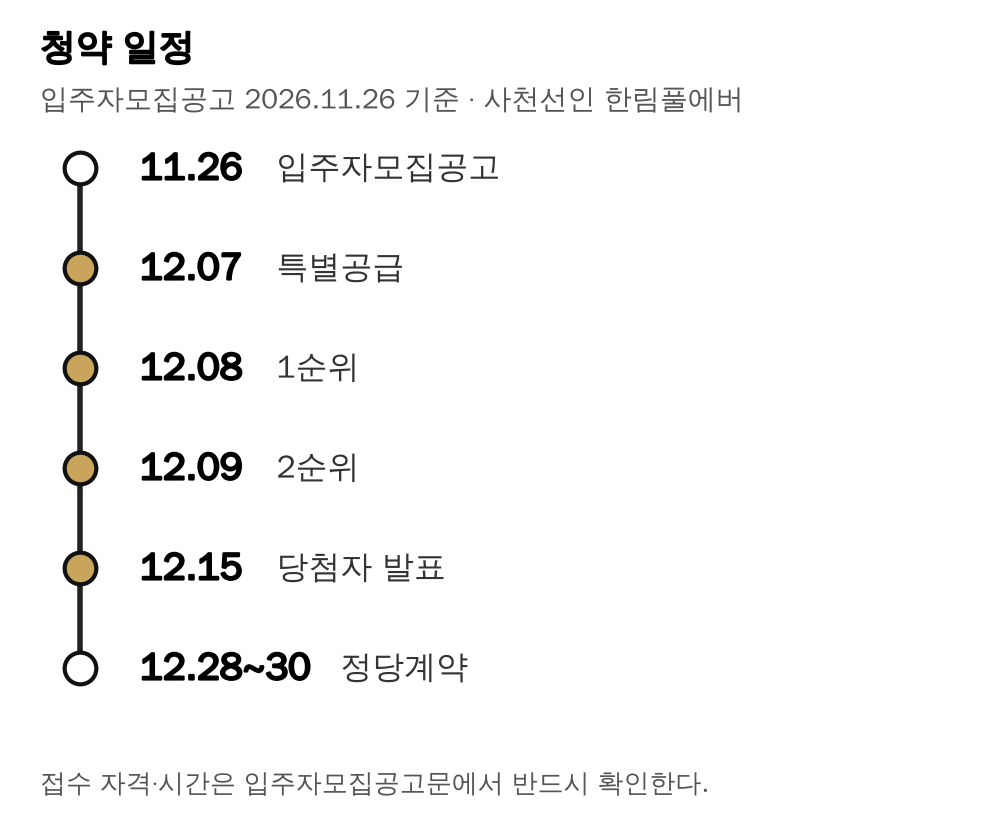 청약 일정
입주자모집공고 2026.11.26 기준 · 사천선인 한림풀에버
11.26 입주자모집공고
12.07 특별공급
12.08 1순위
12.09 2순위
12.15 당첨자 발표
12.28~30 정당계약
접수 자격·시간은 입주자모집공고문에서 반드시 확인한다.